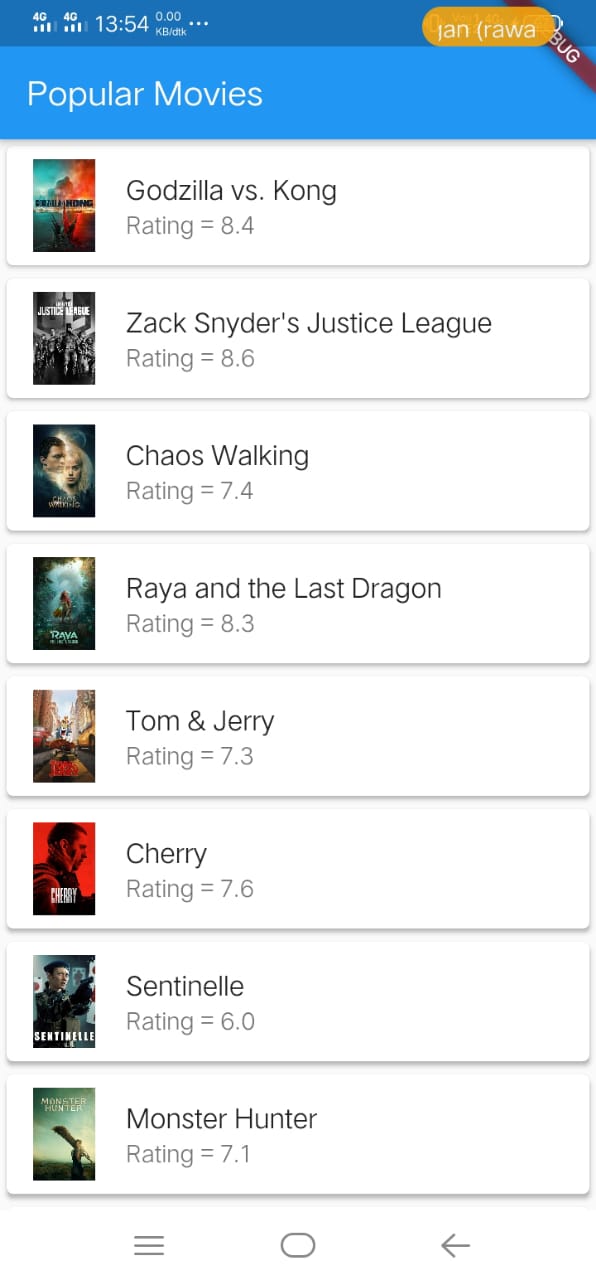 4G 4G 13:54 0.00 KB/dtk ...
jan (rawa
BUG
Popular Movies
Godzilla vs. Kong
Rating = 8.4
JUSTICE LEAGUE
Zack Snyder's Justice League
Rating = 8.6
CHAOS
WALKING
Chaos Walking
Rating = 7.4
RAYA
Raya and the Last Dragon
Rating = 8.3
Tom & Jerry
Rating = 7.3
CHERRY
Cherry
Rating = 7.6
SENTINELLE
Sentinelle
Rating = 6.0
MONSTER
HUNTER
Monster Hunter
Rating = 7.1